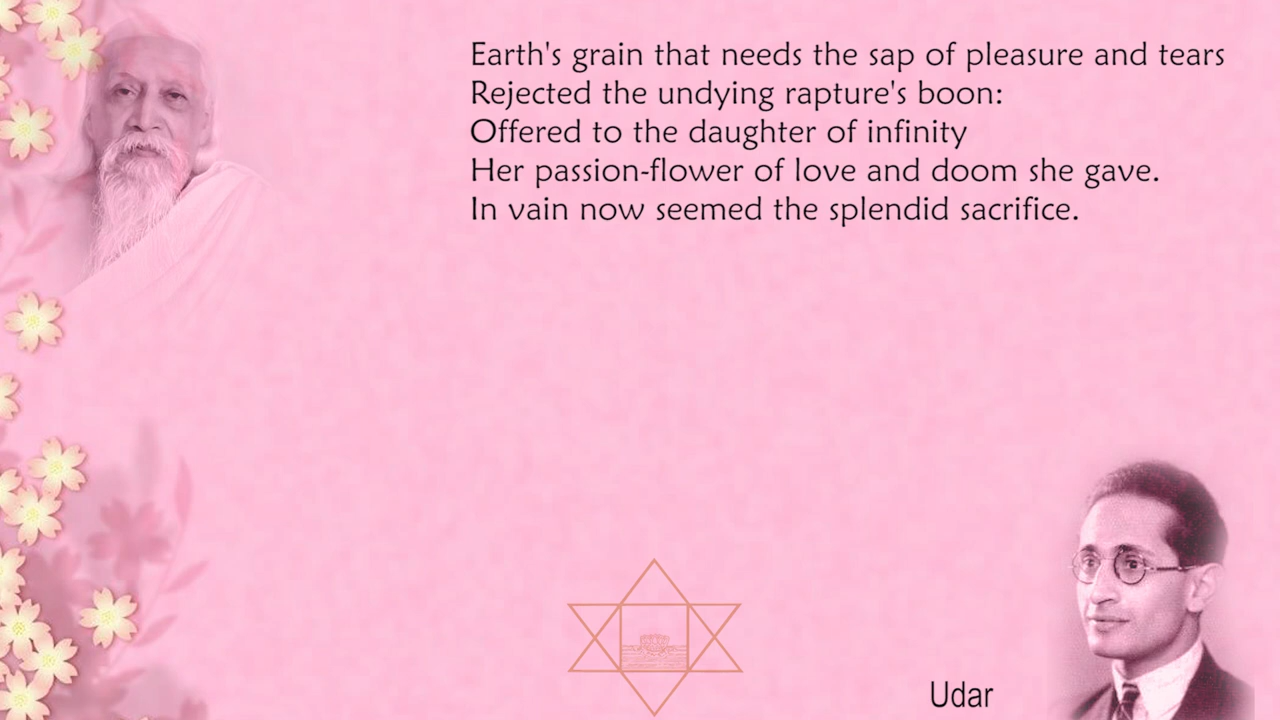 Earth's grain that needs the sap of pleasure and tears
Rejected the undying rapture's boon:
Offered to the daughter of infinity
Her passion-flower of love and doom she gave.
In vain now seemed the splendid sacrifice.
Udar